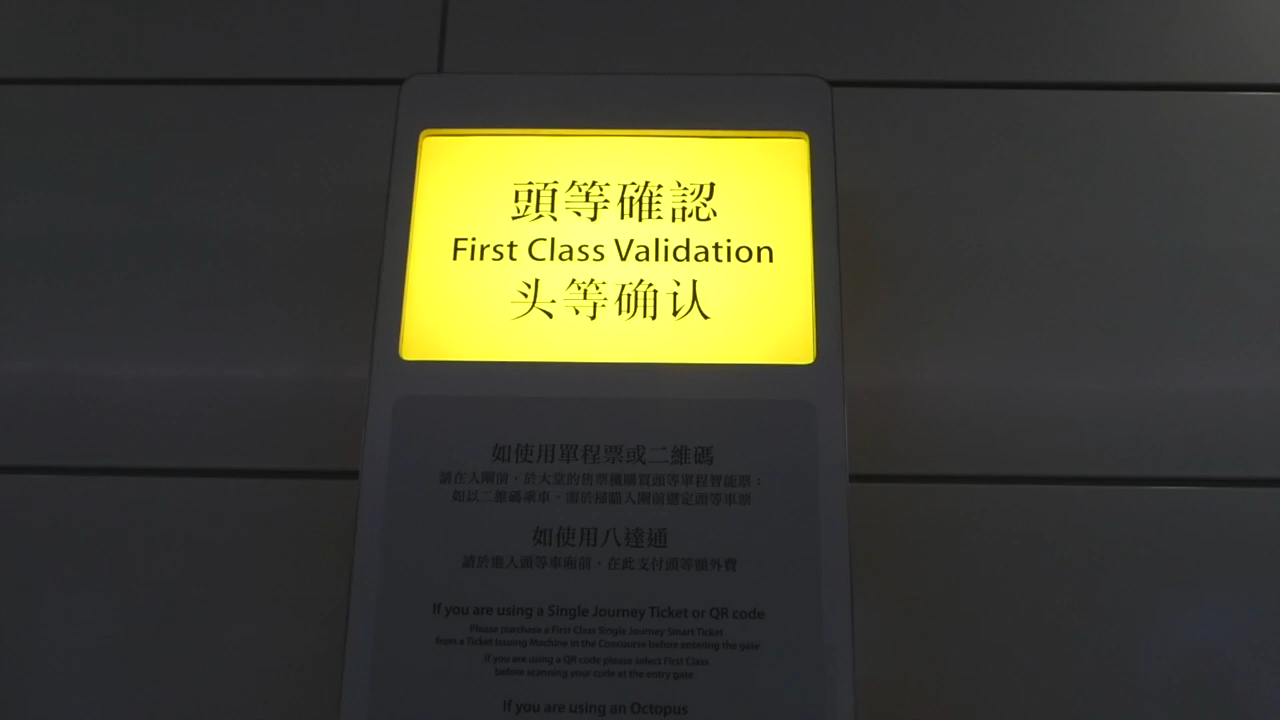 頭等確認
First Class Validation
头等确认
如使用單程票或二維碼
請在入閘前，於大堂的售票機購買頭等單程智能票；
如以二維碼乘車，需於掃瞄入閘前選定頭等車票
如使用八達通
請於進入頭等車廂前，在此支付頭等額外費
If you are using a Single Journey Ticket or QR code
Please purchase a First Class Single Journey Smart Ticket
from a Ticket Issuing Machine in the Concourse before entering the gate
If you are using a QR code please select First Class
before scanning your code at the entry gate
If you are using an Octopus